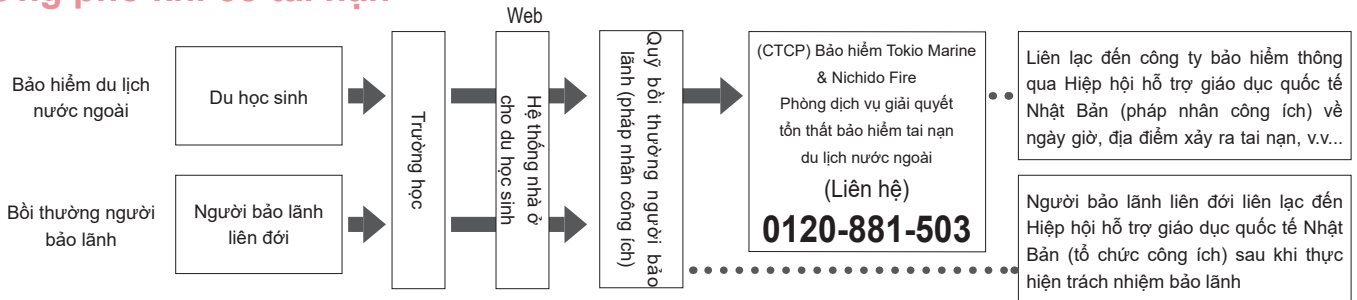 Web
Bảo hiểm du lịch
nước ngoài
Du học sinh
Bồi thường người
bảo lãnh
Người bảo lãnh
liên đới
Trường học
Hệ thống nhà ở
cho du học sinh
Quỹ bồi thường người bảo
lãnh (pháp nhân công ích)
(CTCP) Bảo hiểm Tokio Marine
& Nichido Fire
Phòng dịch vụ giải quyết
tổn thất bảo hiểm tai nạn
du lịch nước ngoài
(Liên hệ)
0120-881-503
Liên lạc đến công ty bảo hiểm thông
qua Hiệp hội hỗ trợ giáo dục quốc tế
Nhật Bản (pháp nhân công ích) về
ngày giờ, địa điểm xảy ra tai nạn, v.v...
Người bảo lãnh liên đới liên lạc đến
Hiệp hội hỗ trợ giáo dục quốc tế Nhật
Bản (tổ chức công ích) sau khi thực
hiện trách nhiệm bảo lãnh